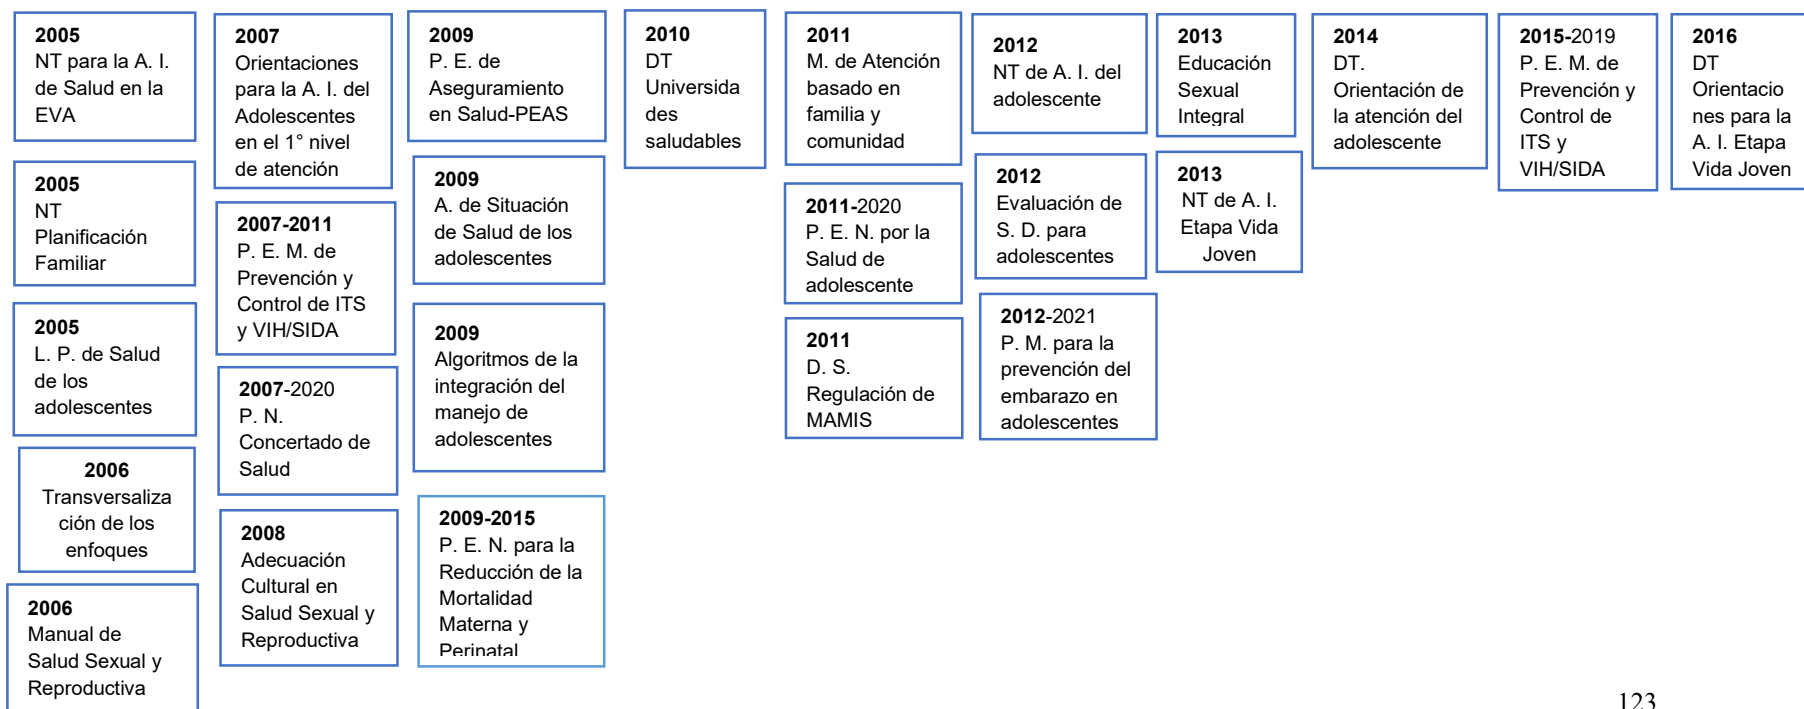 2005
NT para la A. I.
de Salud en la
EVA
2005
NT
Planificación
Familiar
2005
L. P. de Salud
de los
adolescentes
2006
Transversaliza
ción de los
enfoques
2006
Manual de
Salud Sexual y
Reproductiva
2007
Orientaciones
para la A. I. del
Adolescentes
en el 1° nivel
de atención
2007-2011
P. E. M. de
Prevención y
Control de ITS
y VIH/SIDA
2007-2020
P. N.
Concertado de
Salud
2008
Adecuación
Cultural en
Salud Sexual y
Reproductiva
2009
P. E. de
Aseguramiento
en Salud-PEAS
2009
A. de Situación
de Salud de los
adolescentes
2009
Algoritmos de la
integración del
manejo de
adolescentes
2009-2015
P. E. N. para la
Reducción de la
Mortalidad
Materna y
Perinatal
2010
DT
Universida
des
saludables
2011
M. de Atención
basado en
familia y
comunidad
2011-2020
P. E. N. por la
Salud de
adolescente
2011
D. S.
Regulación de
MAMIS
2012
NT de A. I. del
adolescente
2012
Evaluación de
S. D. para
adolescentes
2012-2021
P. M. para la
prevención del
embarazo en
adolescentes
2013
Educación
Sexual
Integral
2013
NT de A. I.
Etapa Vida
Joven
2014
DT.
Orientación de
la atención del
adolescente
2015-2019
P. E. M. de
Prevención y
Control de
ITS y
VIH/SIDA
2016
DT
Orientacio
nes para la
A. I. Etapa
Vida Joven
123